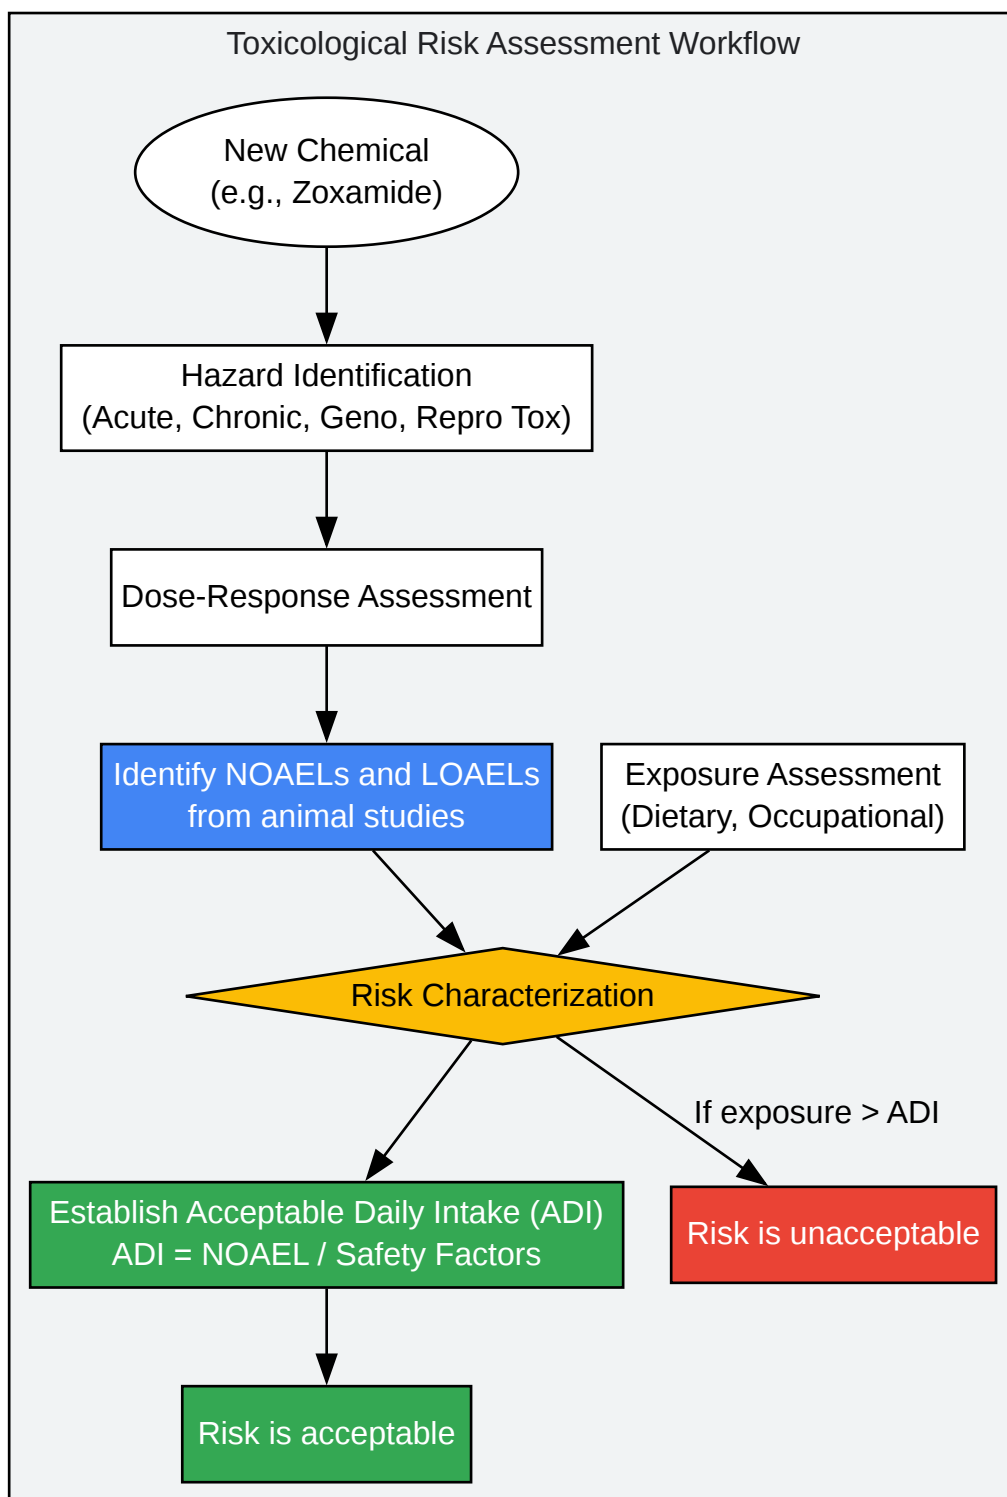 Toxicological Risk Assessment Workflow
New Chemical
(e.g., Zoxamide)
Hazard Identification
(Acute, Chronic, Geno, Repro Tox)
Dose-Response Assessment
Identify NOAELs and LOAELs
from animal studies
Exposure Assessment
(Dietary, Occupational)
Risk Characterization
If exposure > ADI
Establish Acceptable Daily Intake (ADI)
ADI = NOAEL / Safety Factors
Risk is unacceptable
Risk is acceptable